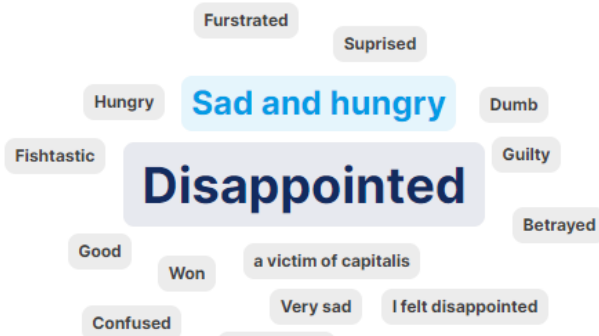 Furstrated
Suprised
Hungry
Sad and hungry
Dumb
Fishtastic
Disappointed
Guilty
Betrayed
Good
Won
a victim of capitalis
Very sad
I felt disappointed
Confused